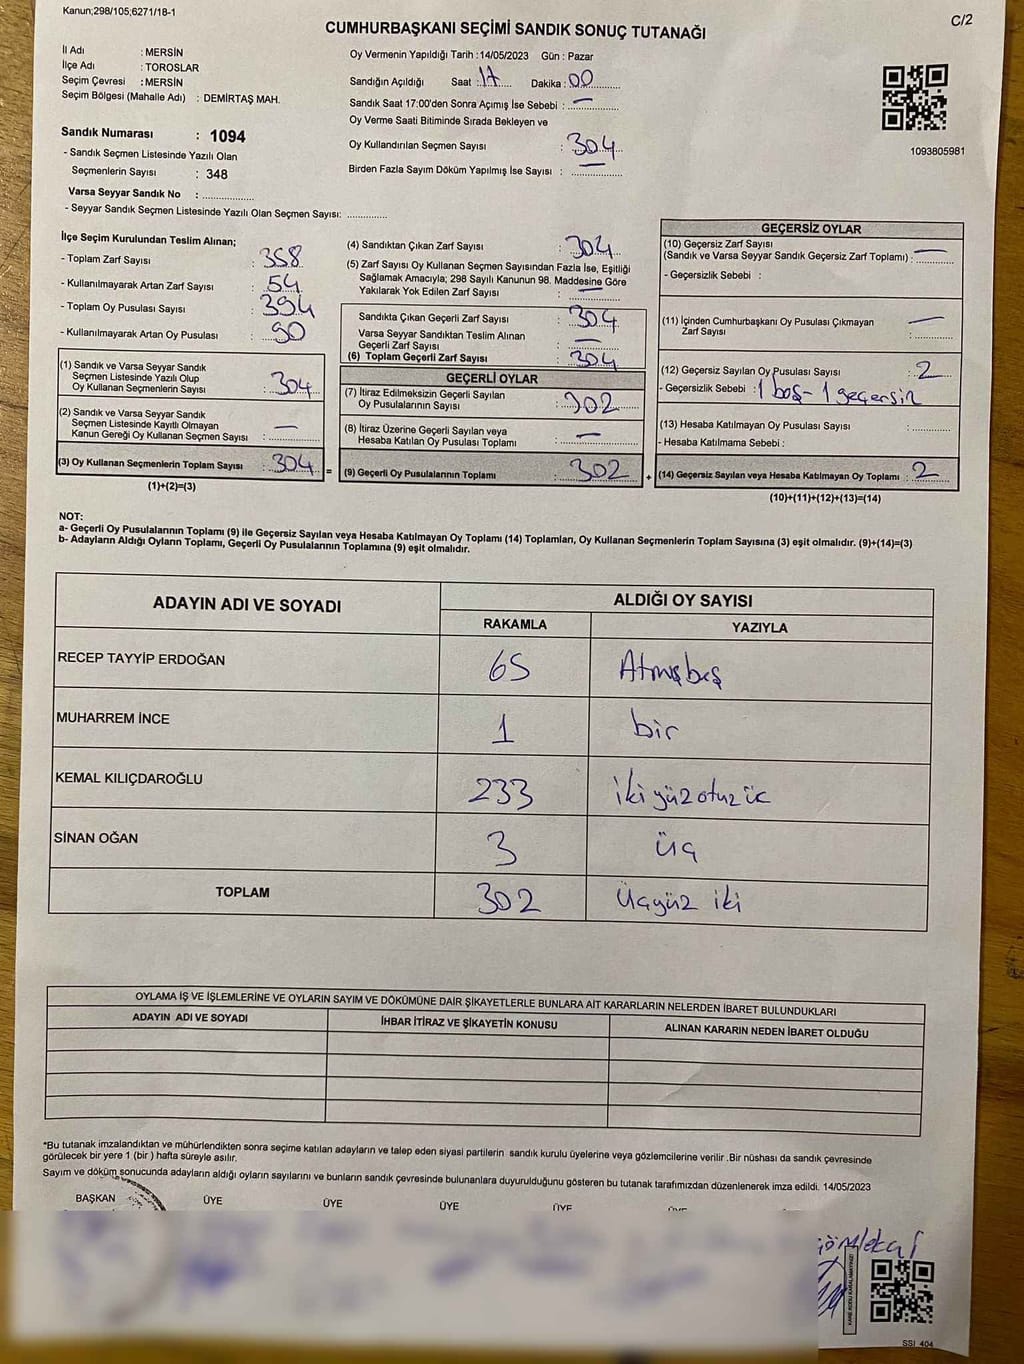 Kanun;298/105;6271/18-1
C/2
CUMHURBAŞKANI SEÇİMİ SANDIK SONUÇ TUTANAĞI
İl Adı : MERSİN
İlçe Adı : TOROSLAR
Seçim Çevresi : MERSİN
Seçim Bölgesi (Mahalle Adı) : DEMİRTAŞ MAH.
Sandık Numarası : 1094
- Sandık Seçmen Listesinde Yazılı Olan
Seçmenlerin Sayısı : 348
Varsa Seyyar Sandık No : ..................
- Seyyar Sandık Seçmen Listesinde Yazılı Olan Seçmen Sayısı: ..............
Oy Vermenin Yapıldığı Tarih : 14/05/2023 Gün : Pazar
Sandığın Açıldığı Saat : 17 Dakika : 00
Sandık Saat 17:00'den Sonra Açmış İse Sebebi : —
Oy Verme Saati Bitiminde Sırada Bekleyen ve
Oy Kullandırılan Seçmen Sayısı : 304
Birden Fazla Sayım Döküm Yapılmış İse Sayısı : —
1093805981
İlçe Seçim Kurulundan Teslim Alınan;
- Toplam Zarf Sayısı : 358
- Kullanılmayarak Artan Zarf Sayısı : 54
- Toplam Oy Pusulası Sayısı : 394
- Kullanılmayarak Artan Oy Pusulası : 90
(1) Sandık ve Varsa Seyyar Sandık
Seçmen Listesinde Yazılı Olup
Oy Kullanan Seçmenlerin Sayısı : 304
(2) Sandık ve Varsa Seyyar Sandık
Seçmen Listesinde Kayıtlı Olmayan
Kanun Gereği Oy Kullanan Seçmen Sayısı : —
(3) Oy Kullanan Seçmenlerin Toplam Sayısı : 304 =
(1)+(2)=(3)
(4) Sandıktan Çıkan Zarf Sayısı : 304
(5) Zarf Sayısı Oy Kullanan Seçmen Sayısından Fazla İse, Eşitliği
Sağlamak Amacıyla; 298 Sayılı Kanunun 98. Maddesine Göre
Yakılarak Yok Edilen Zarf Sayısı : —
Sandıkta Çıkan Geçerli Zarf Sayısı : 304
Varsa Seyyar Sandıktan Teslim Alınan
Geçerli Zarf Sayısı : —
(6) Toplam Geçerli Zarf Sayısı : 304
GEÇERLİ OYLAR
(7) İtiraz Edilmeksizin Geçerli Sayılan
Oy Pusulalarının Sayısı : 302
(8) İtiraz Üzerine Geçerli Sayılan veya
Hesaba Katılan Oy Pusulası Toplamı : —
(9) Geçerli Oy Pusulalarının Toplamı : 302 +
GEÇERSİZ OYLAR
(10) Geçersiz Zarf Sayısı
(Sandık ve Varsa Seyyar Sandık Geçersiz Zarf Toplamı) : —
- Geçersizlik Sebebi :
(11) İçinden Cumhurbaşkanı Oy Pusulası Çıkmayan
Zarf Sayısı : —
(12) Geçersiz Sayılan Oy Pusulası Sayısı : 2
- Geçersizlik Sebebi : 1 boş - 1 geçersiz
(13) Hesaba Katılmayan Oy Pusulası Sayısı :
- Hesaba Katılmama Sebebi :
(14) Geçersiz Sayılan veya Hesaba Katılmayan Oy Toplamı : 2
(10)+(11)+(12)+(13)=(14)
NOT:
a- Geçerli Oy Pusulalarının Toplamı (9) ile Geçersiz Sayılan veya Hesaba Katılmayan Oy Toplamı (14) Toplamları, Oy Kullanan Seçmenlerin Toplam Sayısına (3) eşit olmalıdır. (9)+(14)=(3)
b- Adayların Aldığı Oyların Toplamı, Geçerli Oy Pusulalarının Toplamına (9) eşit olmalıdır.
ADAYIN ADI VE SOYADI
ALDIĞI OY SAYISI
RAKAMLA YAZIYLA
RECEP TAYYİP ERDOĞAN 65 Atmışbeş
MUHARREM İNCE 1 bir
KEMAL KILIÇDAROĞLU 233 ikiyüzotuzüç
SİNAN OĞAN 3 üç
TOPLAM 302 Üçyüz iki
OYLAMA İŞ VE İŞLEMLERİNE VE OYLARIN SAYIM VE DÖKÜMÜNE DAİR ŞİKAYETLERLE BUNLARA AİT KARARLARIN NELERDEN İBARET BULUNDUKLARI
ADAYIN ADI VE SOYADI İHBAR İTİRAZ VE ŞİKAYETİN KONUSU ALINAN KARARIN NEDEN İBARET OLDUĞU
*Bu tutanak imzalandıktan ve mühürlendikten sonra seçime katılan adayların ve talep eden siyasi partilerin sandık kurulu üyelerine veya gözlemcilerine verilir .Bir nüshası da sandık çevresinde
görülecek bir yere 1 (bir ) hafta süreyle asılır.
Sayım ve döküm sonucunda adayların aldığı oyların sayılarını ve bunların sandık çevresinde bulunanlara duyurulduğunu gösteren bu tutanak tarafımızdan düzenlenerek imza edildi. 14/05/2023
BAŞKAN ÜYE ÜYE ÜYE ÜYE ÜYE
KARE KODU KARALAMAYINIZ!
SSI 404